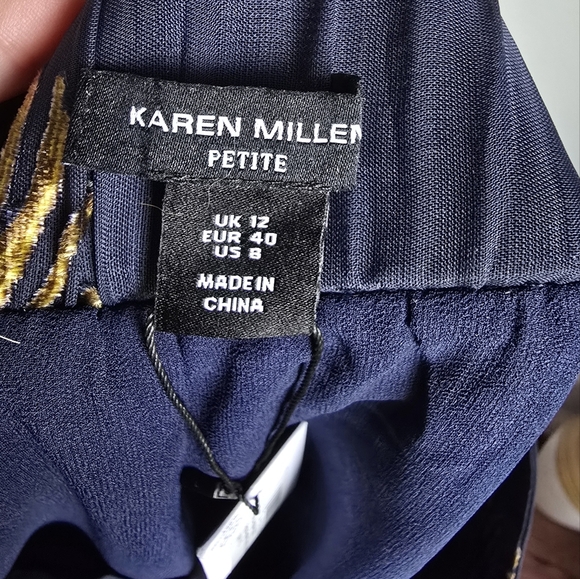 KAREN MILLEN
PETITE
UK 12
EUR 40
US 8
MADE IN
CHINA